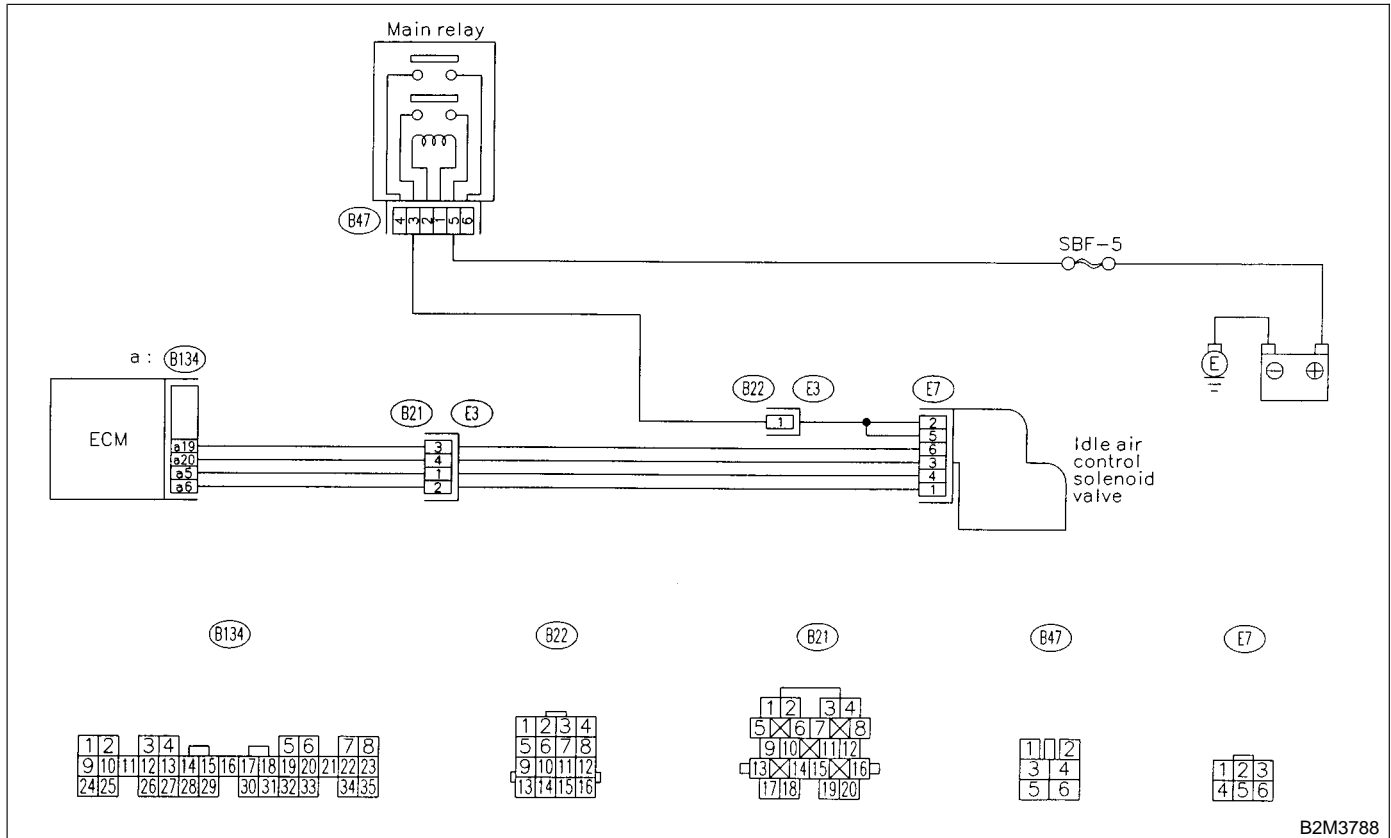 Main relay
B47
4 3 2 1 5 6
SBF-5
E
⊖ ⊕
a : B134
B22 E3 E7
B21 E3
ECM
1
2
5
6
3
4
1
a19
a20
a5
a6
3
4
1
2
Idle air
control
solenoid
valve
B134 B22 B21 B47 E7
1 2 3 4 5 6 7 8
9 10 11 12 13 14 15 16 17 18 19 20 21 22 23
24 25 26 27 28 29 30 31 32 33 34 35
1 2 3 4
5 6 7 8
9 10 11 12
13 14 15 16
1 2 3 4
5 6 7 8
9 10 11 12
13 14 15 16
17 18 19 20
1 2
3 4
5 6
1 2 3
4 5 6
B2M3788